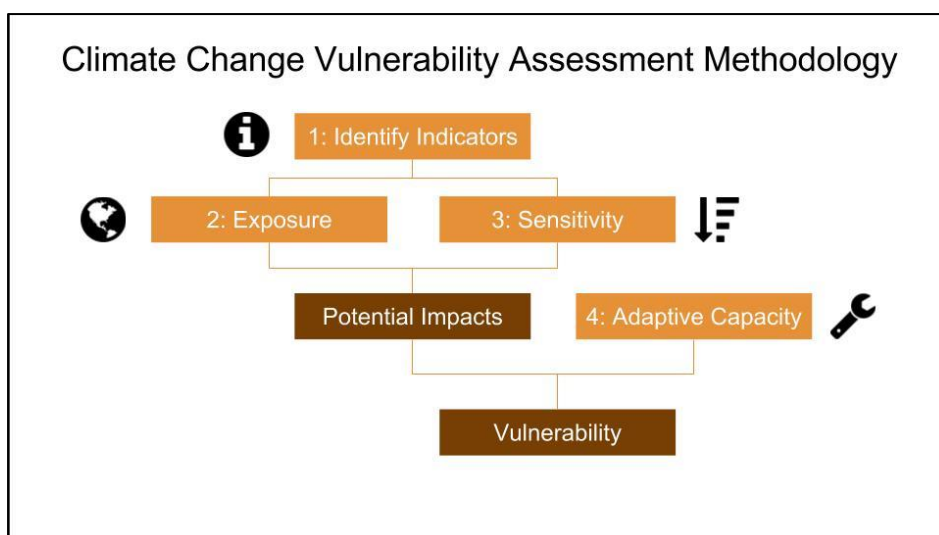 Climate Change Vulnerability Assessment Methodology
1: Identify Indicators
2: Exposure
3: Sensitivity
Potential Impacts
4: Adaptive Capacity
Vulnerability